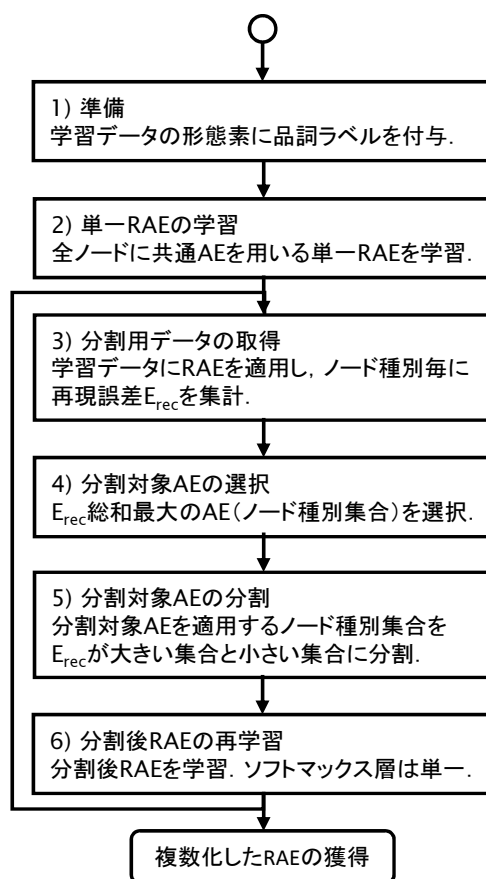 1) 準備
学習データの形態素に品詞ラベルを付与.
2) 単一RAEの学習
全ノードに共通AEを用いる単一RAEを学習.
3) 分割用データの取得
学習データにRAEを適用し, ノード種別毎に
再現誤差Erecを集計.
4) 分割対象AEの選択
Erec総和最大のAE(ノード種別集合)を選択.
5) 分割対象AEの分割
分割対象AEを適用するノード種別集合を
Erecが大きい集合と小さい集合に分割.
6) 分割後RAEの再学習
分割後RAEを学習. ソフトマックス層は単一.
複数化したRAEの獲得